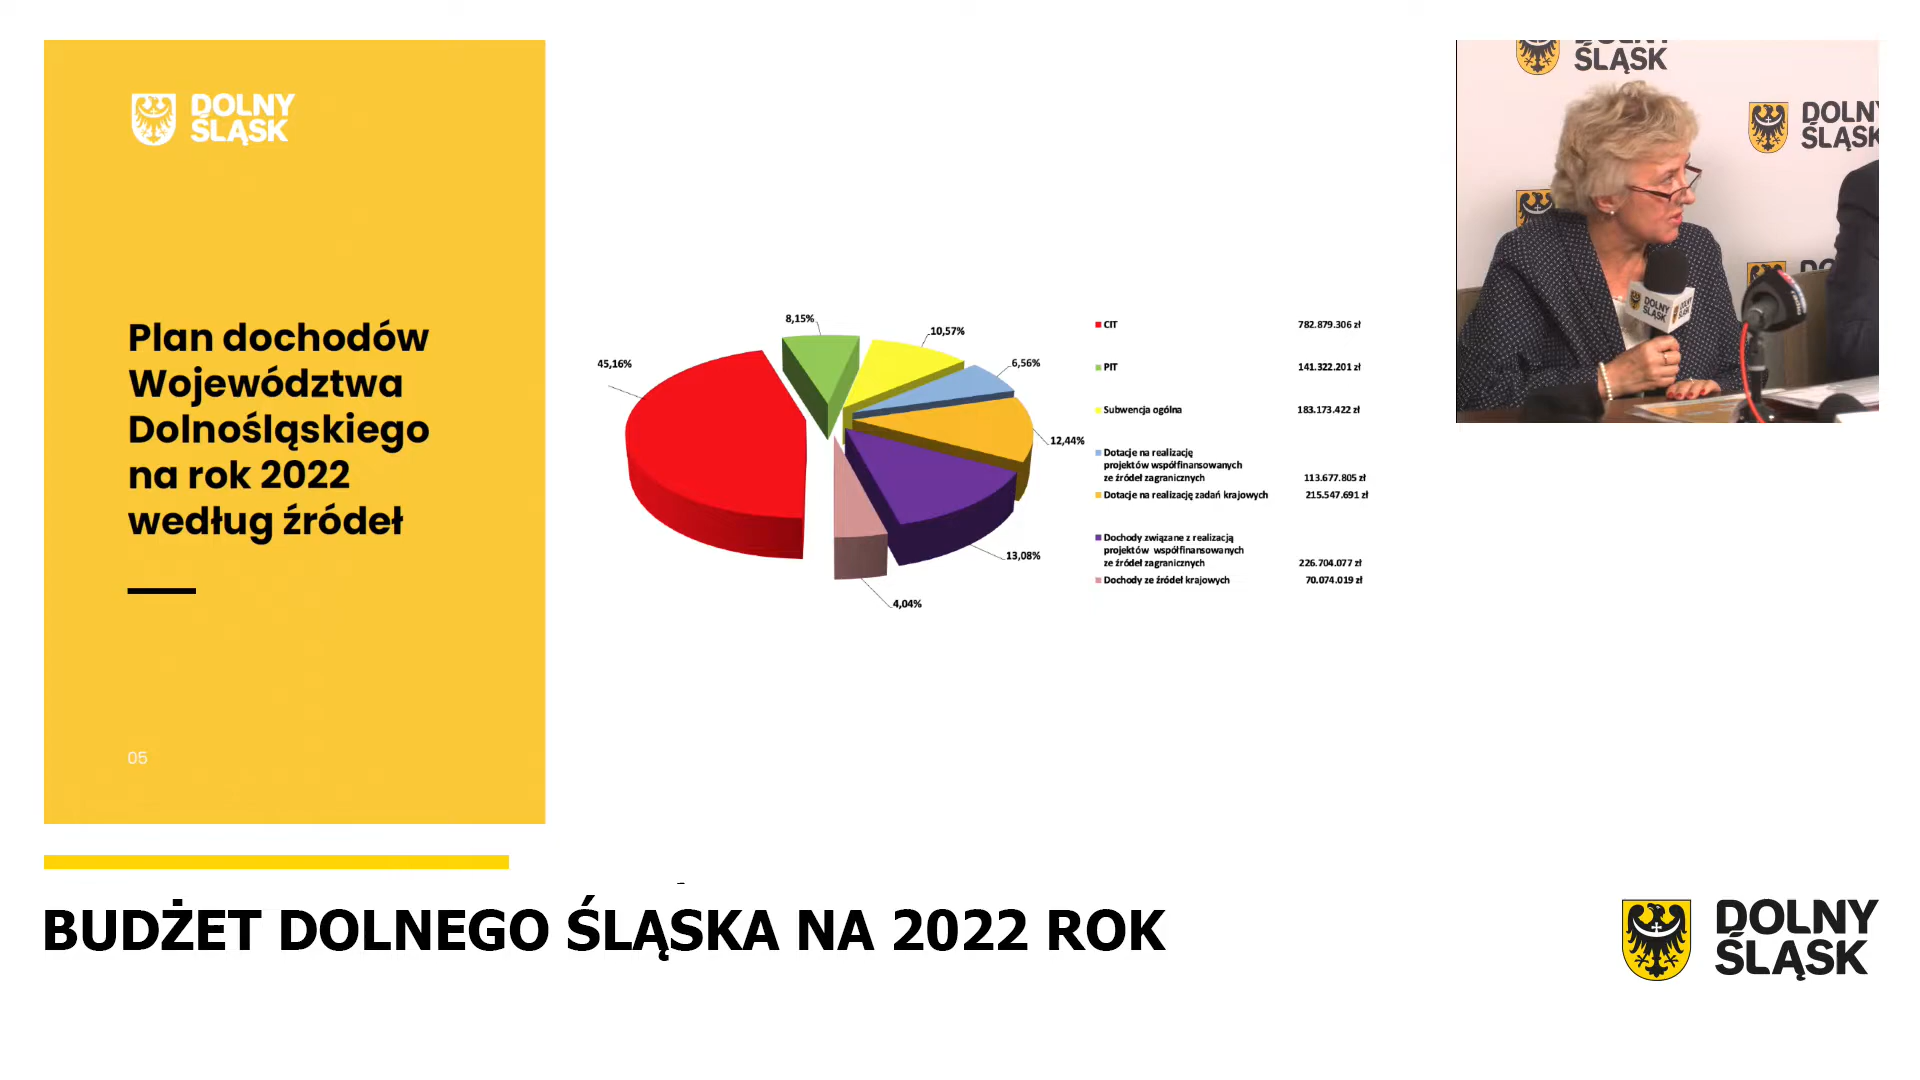 DOLNY
ŚLĄSK
Plan dochodów
Województwa
Dolnośląskiego
na rok 2022
według źródeł
05
8,15%
10,57%
45,16%
6,56%
12,44%
13,08%
4,04%
CIT 782.879.306 zł
PIT 141.322.201 zł
Subwencja ogólna 183.173.422 zł
Dotacje na realizację
projektów współfinansowanych
ze źródeł zagranicznych 113.677.805 zł
Dotacje na realizację zadań krajowych 215.547.691 zł
Dochody związane z realizacją
projektów współfinansowanych
ze źródeł zagranicznych 226.704.077 zł
Dochody ze źródeł krajowych 70.074.019 zł
ŚLĄSK
DOLNY
ŚLĄSK
DOLNY
ŚLĄSK
BUDŻET DOLNEGO ŚLĄSKA NA 2022 ROK
DOLNY
ŚLĄSK